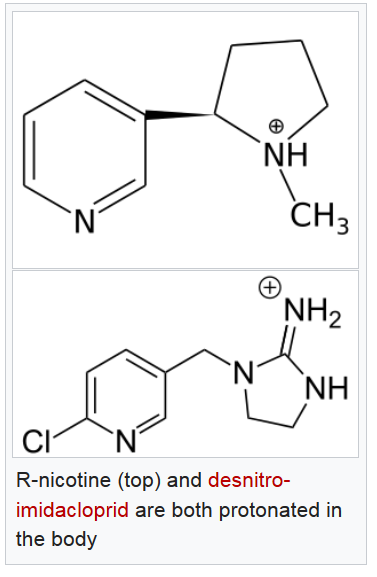 ⊕
NH
N
CH3
⊕
NH2
N
NH
Cl
N
R-nicotine (top) and desnitro-
imidacloprid are both protonated in
the body